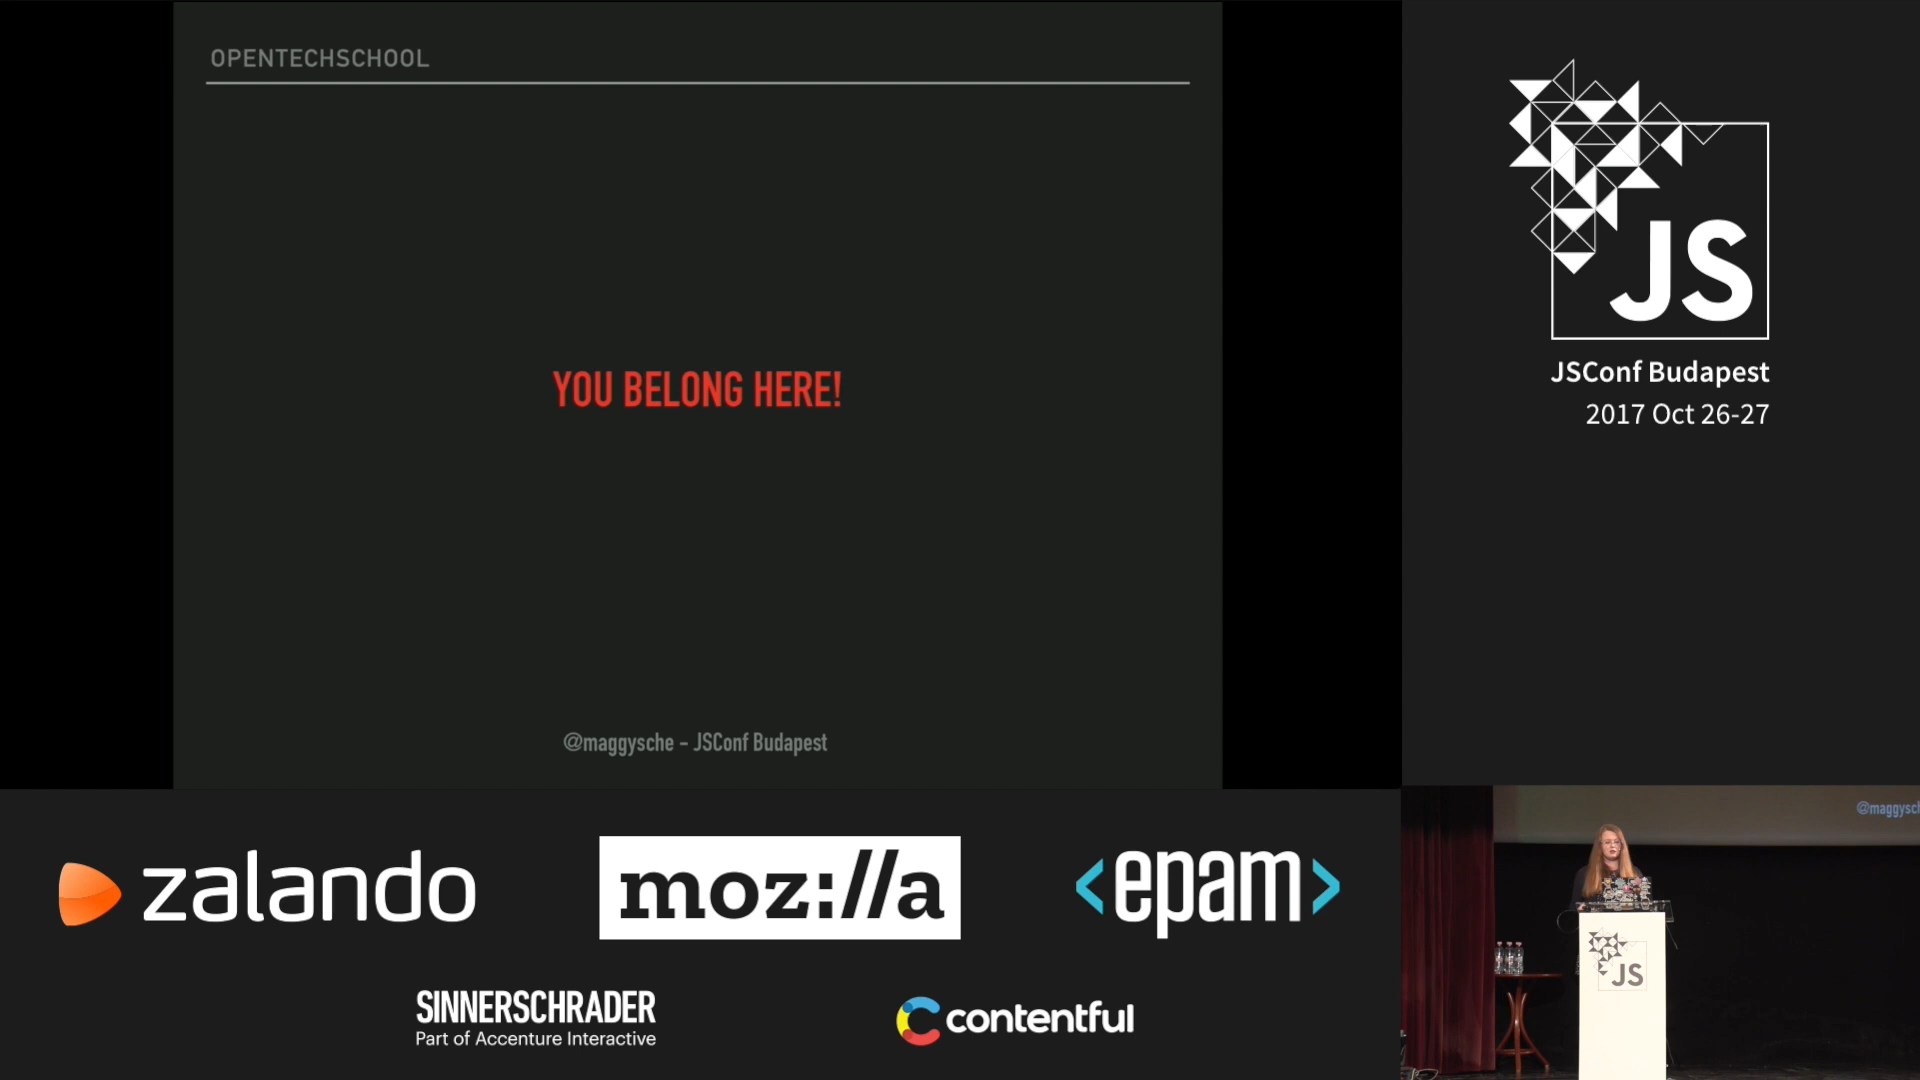 OPENTECHSCHOOL
YOU BELONG HERE!
@maggysche - JSConf Budapest
JS
JSConf Budapest
2017 Oct 26-27
zalando
moz://a
<epam>
SINNERSCHRADER
Part of Accenture Interactive
contentful
@maggysch
JS